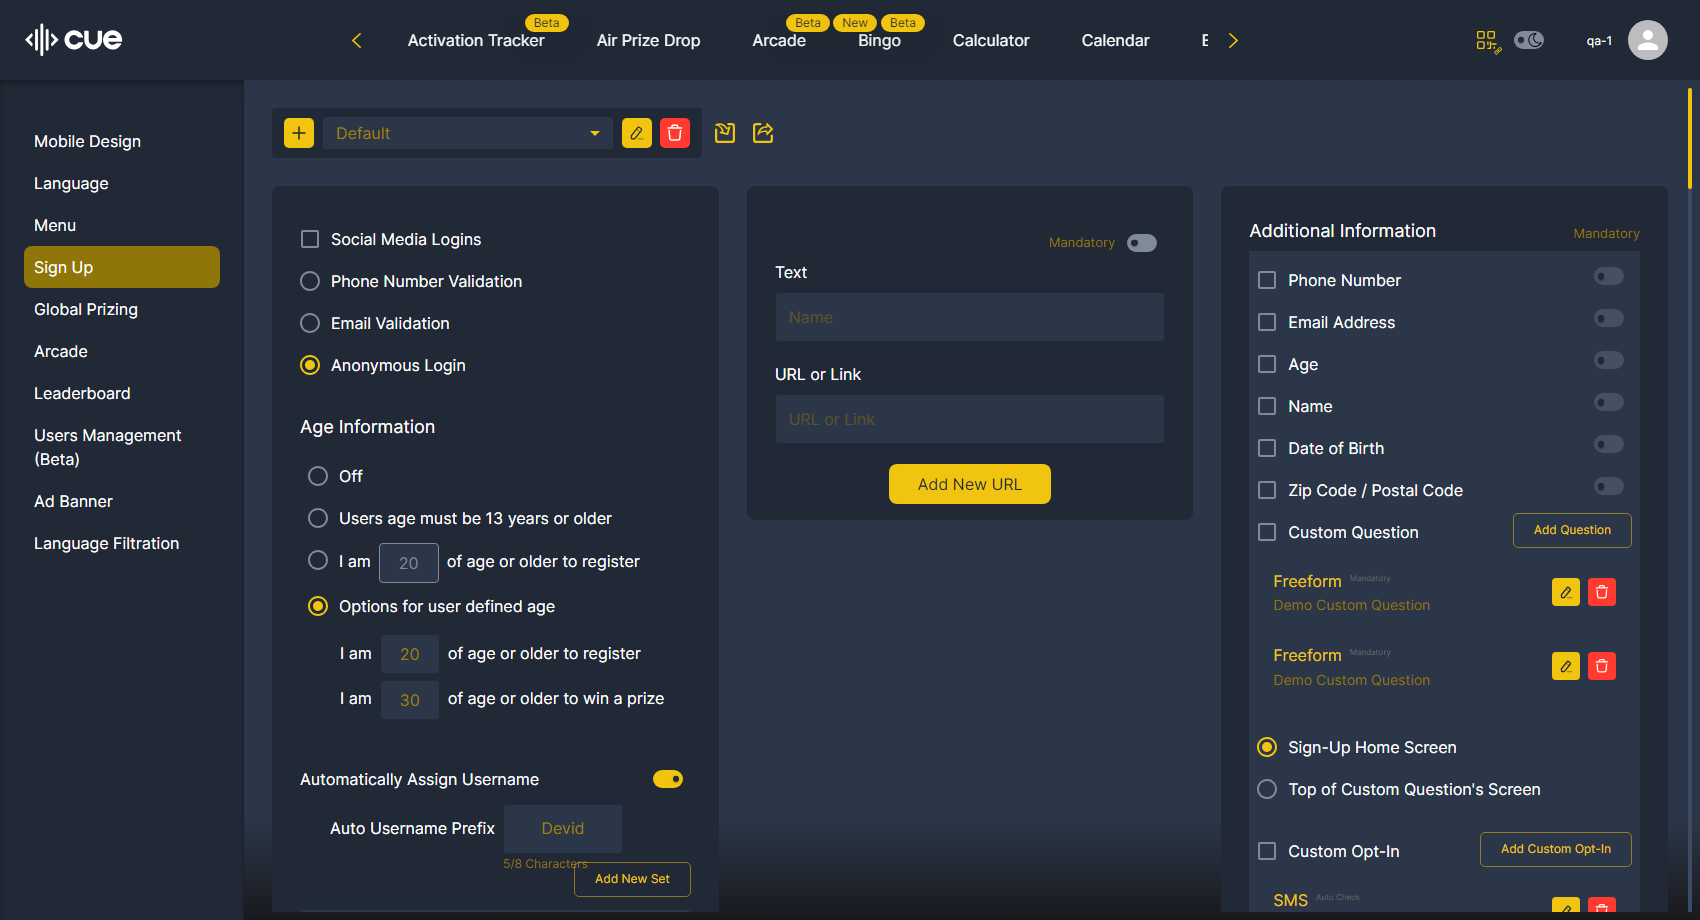 cue
Beta
Beta
New
Beta
Activation Tracker
Air Prize Drop
Arcade
Bingo
Calculator
Calendar
qa-1
Mobile Design
Language
Menu
Sign Up
Global Prizing
Arcade
Leaderboard
Users Management
(Beta)
Ad Banner
Language Filtration
Default
Social Media Logins
Phone Number Validation
Email Validation
Anonymous Login
Age Information
Off
Users age must be 13 years or older
I am 20 of age or older to register
Options for user defined age
I am 20 of age or older to register
I am 30 of age or older to win a prize
Automatically Assign Username
Auto Username Prefix Devid
5/8 Characters
Add New Set
Mandatory
Text
Name
URL or Link
URL or Link
Add New URL
Additional Information Mandatory
Phone Number
Email Address
Age
Name
Date of Birth
Zip Code / Postal Code
Custom Question Add Question
Freeform Mandatory
Demo Custom Question
Freeform Mandatory
Demo Custom Question
Sign-Up Home Screen
Top of Custom Question's Screen
Custom Opt-In Add Custom Opt-In
SMS Auto Check